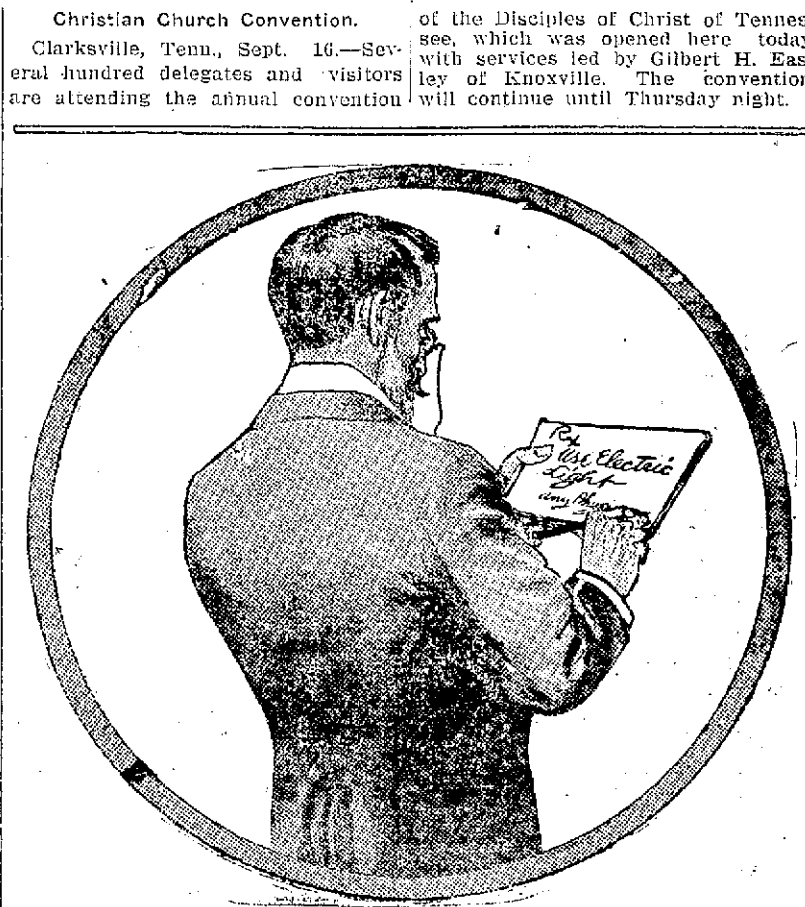 Christian Church Convention.
Clarksville, Tenn., Sept. 16.—Sev-
eral hundred delegates and visitors
are attending the annual convention
of the Disciples of Christ of Tennes-
see, which was opened here today
with services led by Gilbert H. Eas-
ley of Knoxville. The convention
will continue until Thursday night.
Rx
Use Electric
Light
Any